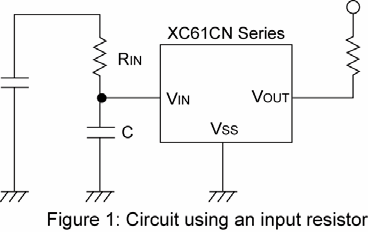 XC61CN Series
RIN
VIN
VOUT
C
VSS
Figure 1: Circuit using an input resistor